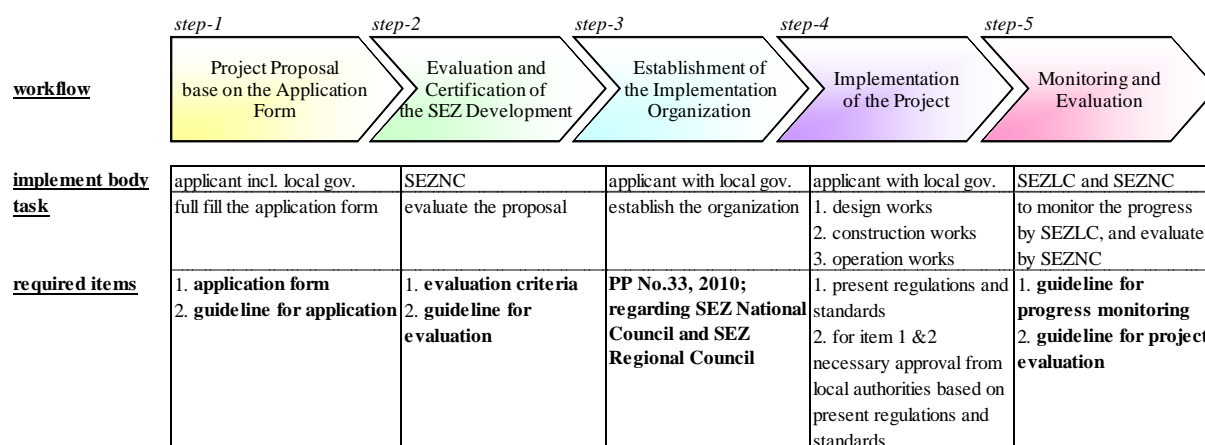 step-1
step-2
step-3
step-4
step-5
workflow
Project Proposal
base on the Application
Form
Evaluation and
Certification of
the SEZ Development
Establishment of
the Implementation
Organization
Implementation
of the Project
Monitoring and
Evaluation
implement body
applicant incl. local gov.
SEZNC
applicant with local gov.
applicant with local gov.
SEZLC and SEZNC
task
full fill the application form
evaluate the proposal
establish the organization
1. design works
2. construction works
3. operation works
to monitor the progress
by SEZLC, and evaluate
by SEZNC
required items
1. application form
2. guideline for application
1. evaluation criteria
2. guideline for
evaluation
PP No.33, 2010;
regarding SEZ National
Council and SEZ
Regional Council
1. present regulations and
standards
2. for item 1 &2
necessary approval from
local authorities based on
present regulations and
standards
1. guideline for
progress monitoring
2. guideline for project
evaluation